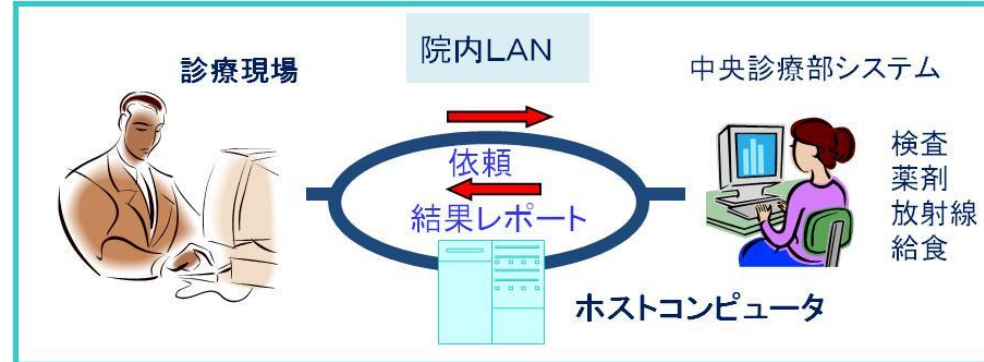 院内LAN
診療現場
中央診療部システム
依頼
結果レポート
検査
薬剤
放射線
給食
ホストコンピュータ